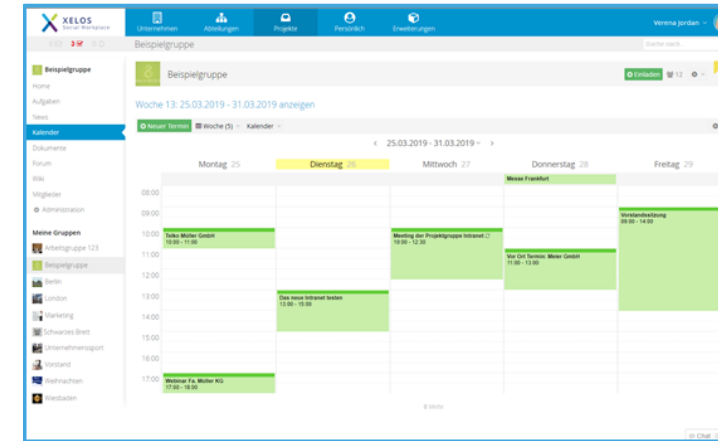 XELOS
Social Workplace
Unternehmen
Abteilungen
Projekte
Persönlich
Erweiterungen
Verena Jordan
Beispielgruppe
Suche nach...
Beispielgruppe
Home
Aufgaben
News
Kalender
Dokumente
Forum
Wiki
Mitglieder
Administration
Meine Gruppen
Arbeitsgruppe 123
Beispielgruppe
Berlin
London
Marketing
Schwarzes Brett
Unternehmenssport
Vorstand
Weihnachten
Wiesbaden
Beispielgruppe
Einladen 12
Woche 13: 25.03.2019 - 31.03.2019 anzeigen
Neuer Termin Woche (5) Kalender
25.03.2019 - 31.03.2019
Montag 25 Dienstag 26 Mittwoch 27 Donnerstag 28 Freitag 29
Messe Frankfurt
08:00
09:00
Vorstandssitzung
09:00 - 14:00
10:00
Telko Müller GmbH
10:00 - 11:00
Meeting der Projektgruppe Intranet
10:00 - 12:30
11:00
Vor Ort Termin: Meier GmbH
11:00 - 13:00
12:00
13:00
Das neue Intranet testen
13:00 - 15:00
14:00
15:00
16:00
17:00
Webinar Fa. Müller KG
17:00 - 18:00
Mehr
Chat